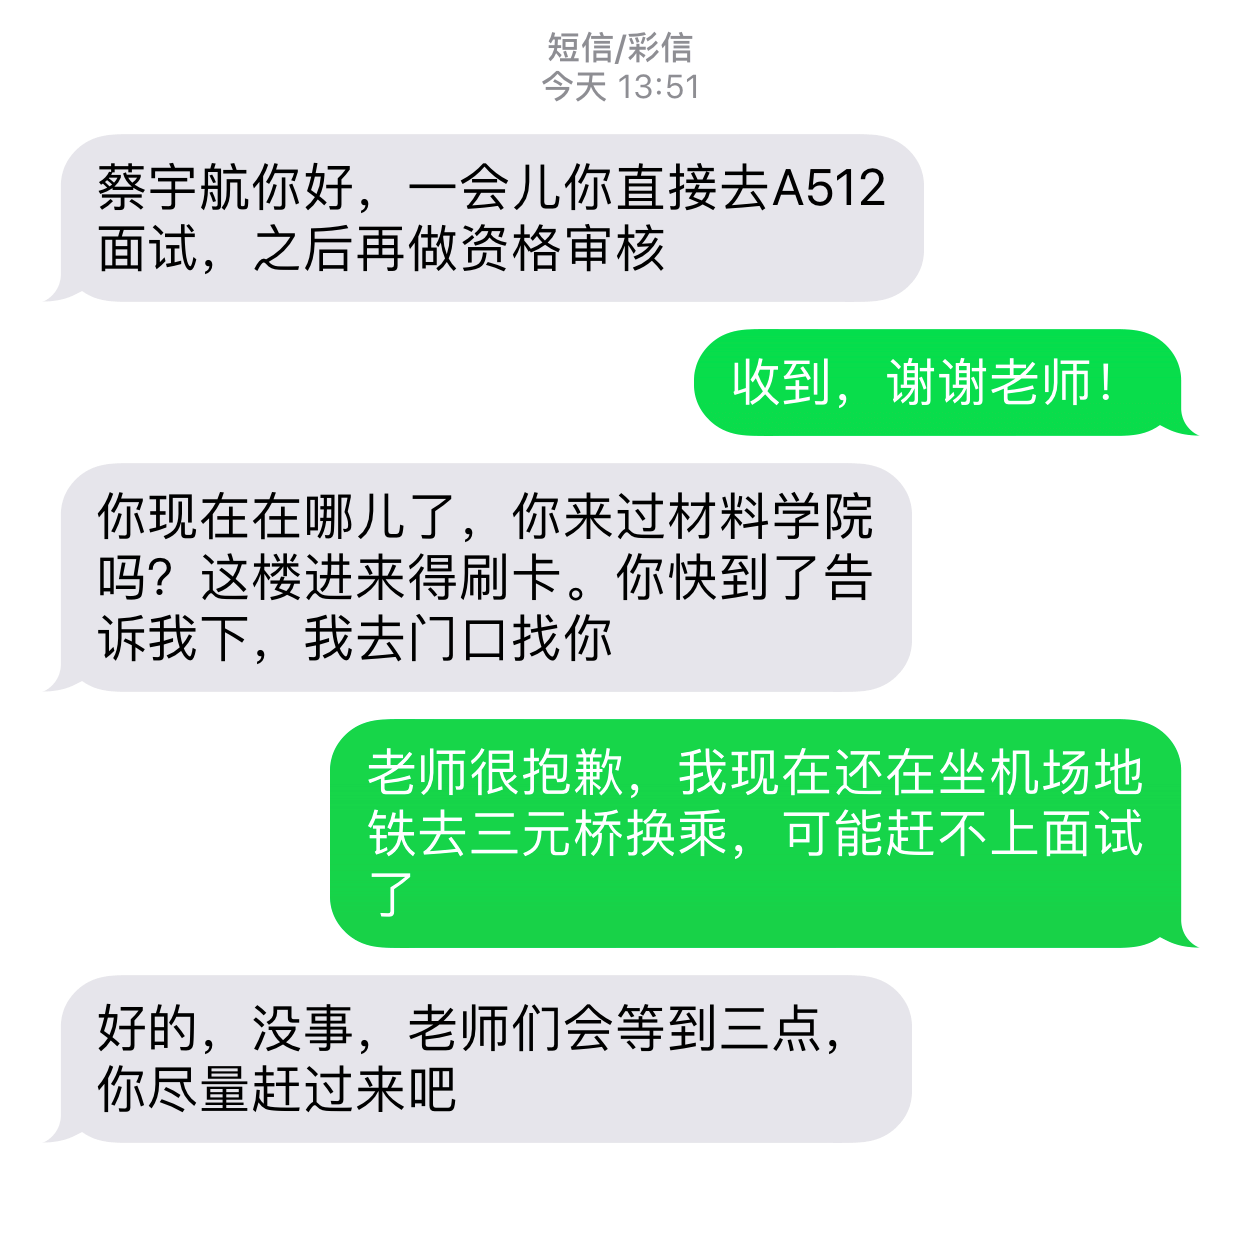 短信/彩信
今天 13:51
蔡宇航你好，一会儿你直接去A512
面试，之后再做资格审核
收到，谢谢老师！
你现在在哪儿了，你来过材料学院
吗？这楼进来得刷卡。你快到了告
诉我下，我去门口找你
老师很抱歉，我现在还在坐机场地
铁去三元桥换乘，可能赶不上面试
了
好的，没事，老师们会等到三点，
你尽量赶过来吧